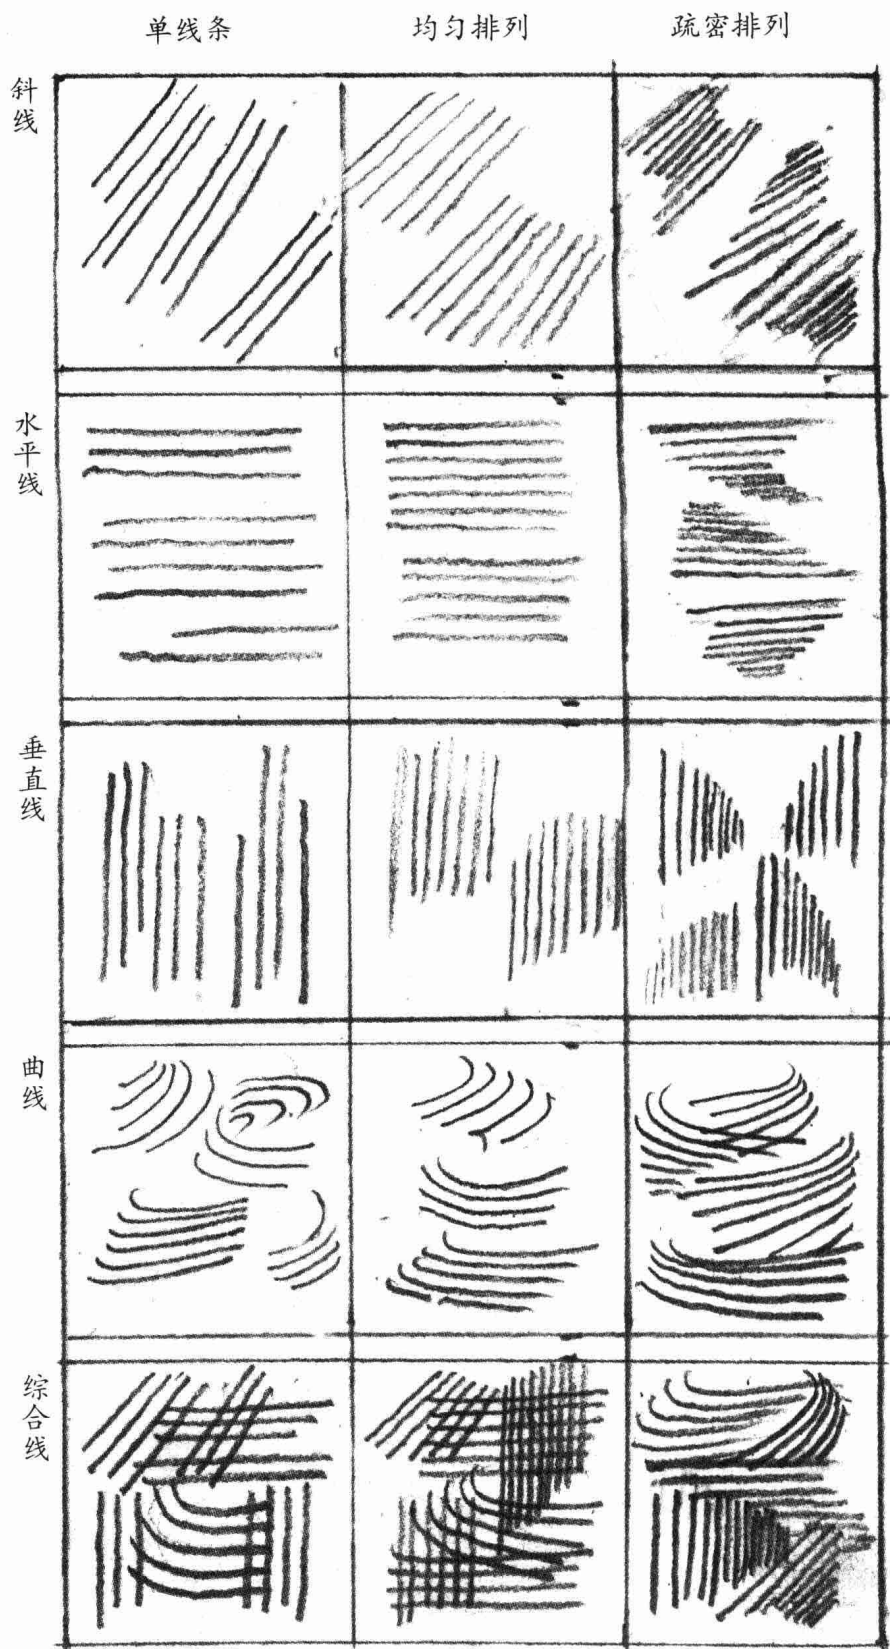 单线条 均匀排列 疏密排列
斜线
水平线
垂直线
曲线
综合线